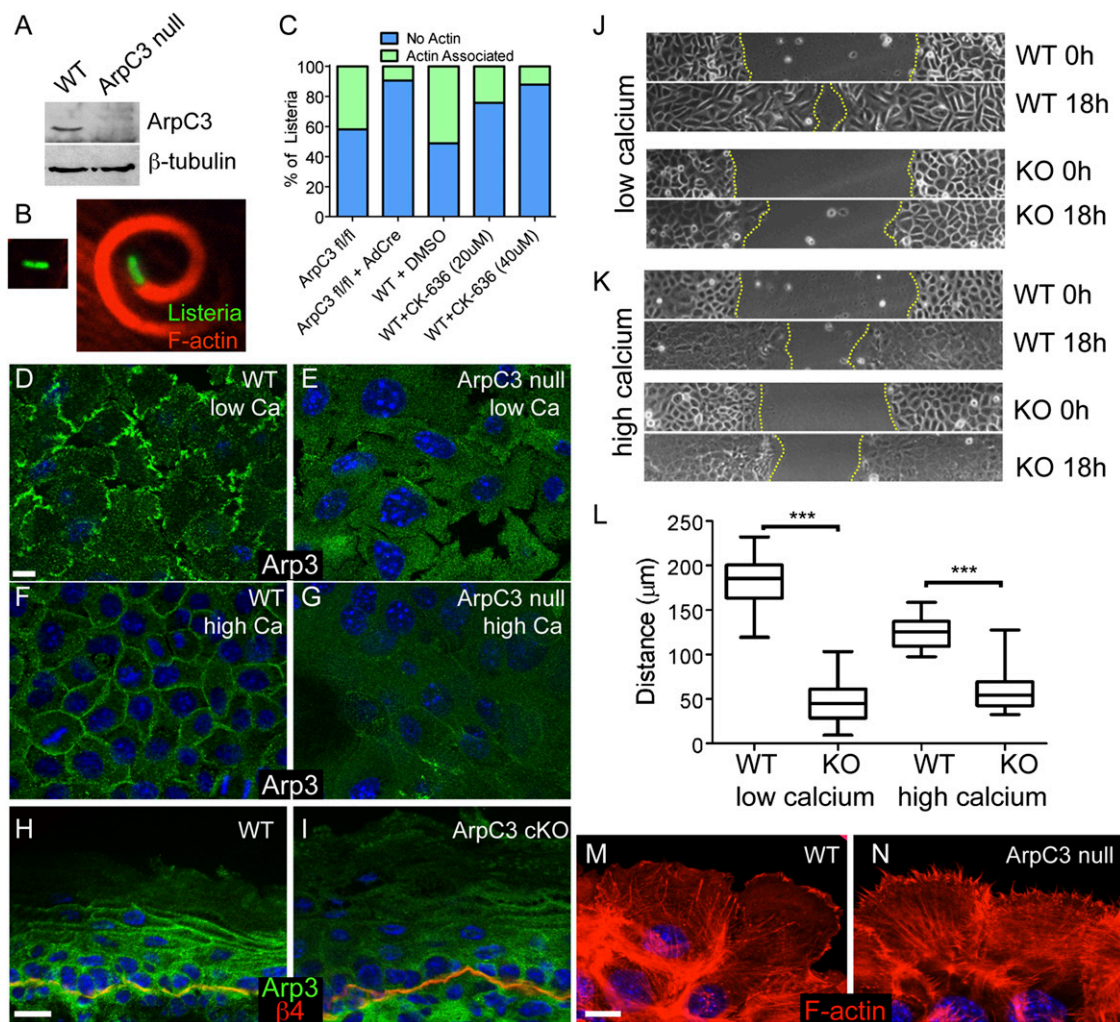 A
WT
ArpC3 null
ArpC3
β-tubulin
B
Listeria
F-actin
C
No Actin
Actin Associated
% of Listeria
100
80
60
40
20
0
ArpC3 fl/fl
ArpC3 fl/fl + AdCre
WT + DMSO
WT+CK-636 (20uM)
WT+CK-636 (40uM)
D
WT
low Ca
E
ArpC3 null
low Ca
Arp3
F
WT
high Ca
G
ArpC3 null
high Ca
Arp3
H
WT
I
ArpC3 cKO
Arp3
β4
J
low calcium
WT 0h
WT 18h
KO 0h
KO 18h
K
high calcium
WT 0h
WT 18h
KO 0h
KO 18h
L
Distance (μm)
250
200
150
100
50
0
***
***
WT
KO
WT
KO
low calcium
high calcium
M
WT
N
ArpC3 null
F-actin